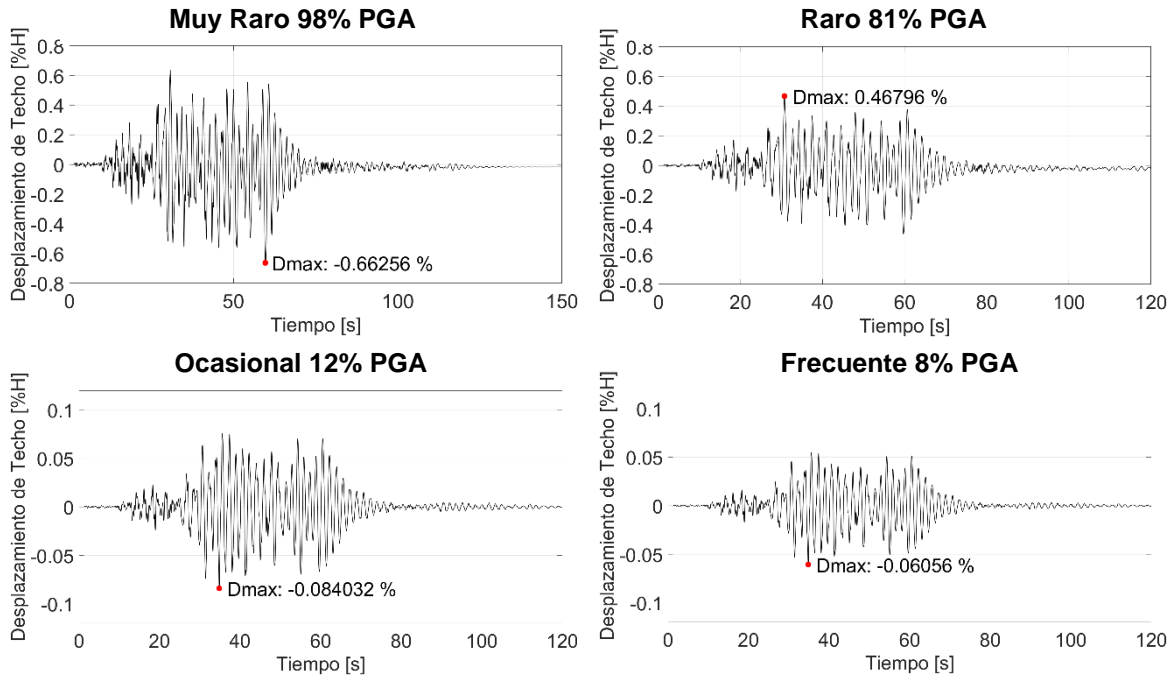 Muy Raro 98% PGA
Desplazamiento de Techo [%H]
0.8
0.6
0.4
0.2
0
-0.2
-0.4
-0.6
-0.8
Dmax: -0.66256 %
0 50 100 150
Tiempo [s]
Raro 81% PGA
Desplazamiento de Techo [%H]
0.8
0.6
0.4
0.2
0
-0.2
-0.4
-0.6
-0.8
Dmax: 0.46796 %
0 20 40 60 80 100 120
Tiempo [s]
Ocasional 12% PGA
Desplazamiento de Techo [%H]
0.1
0.05
0
-0.05
-0.1
Dmax: -0.084032 %
0 20 40 60 80 100 120
Tiempo [s]
Frecuente 8% PGA
Desplazamiento de Techo [%H]
0.1
0.05
0
-0.05
-0.1
Dmax: -0.06056 %
0 20 40 60 80 100 120
Tiempo [s]